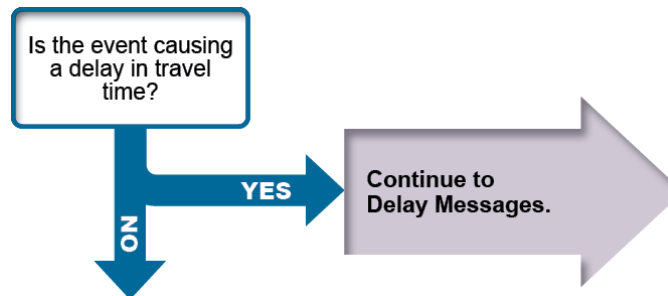 Is the event causing
a delay in travel
time?
YES
Continue to
Delay Messages.
NO